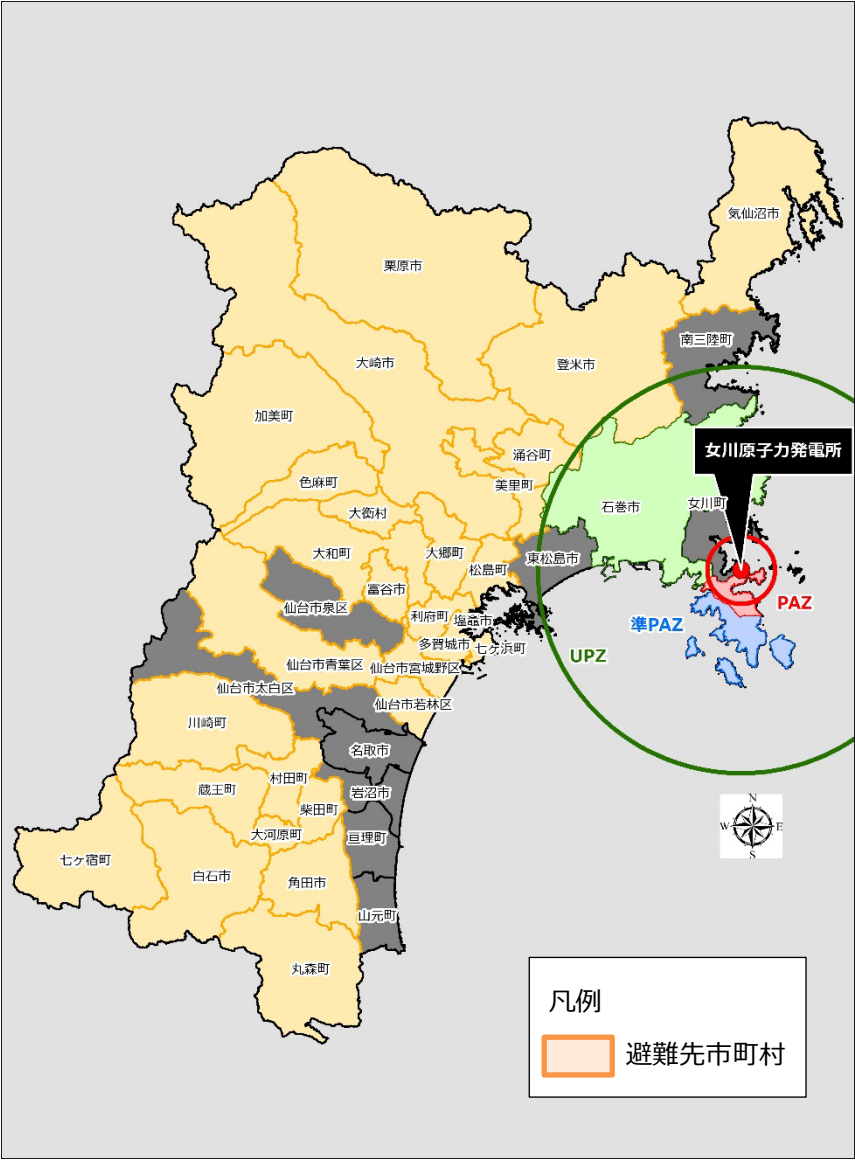 気仙沼市
栗原市
南三陸町
大崎市
登米市
加美町
女川原子力発電所
涌谷町
色麻町
美里町
石巻市
女川町
大衡村
大和町
大郷町
東松島市
松島町
富谷市
仙台市泉区
利府町
塩竈市
PAZ
準PAZ
多賀城市
七ヶ浜町
UPZ
仙台市青葉区
仙台市宮城野区
仙台市太白区
仙台市若林区
川崎町
名取市
村田町
蔵王町
岩沼市
柴田町
N
W
E
S
大河原町
亘理町
七ヶ宿町
白石市
角田市
山元町
丸森町
凡例
避難先市町村